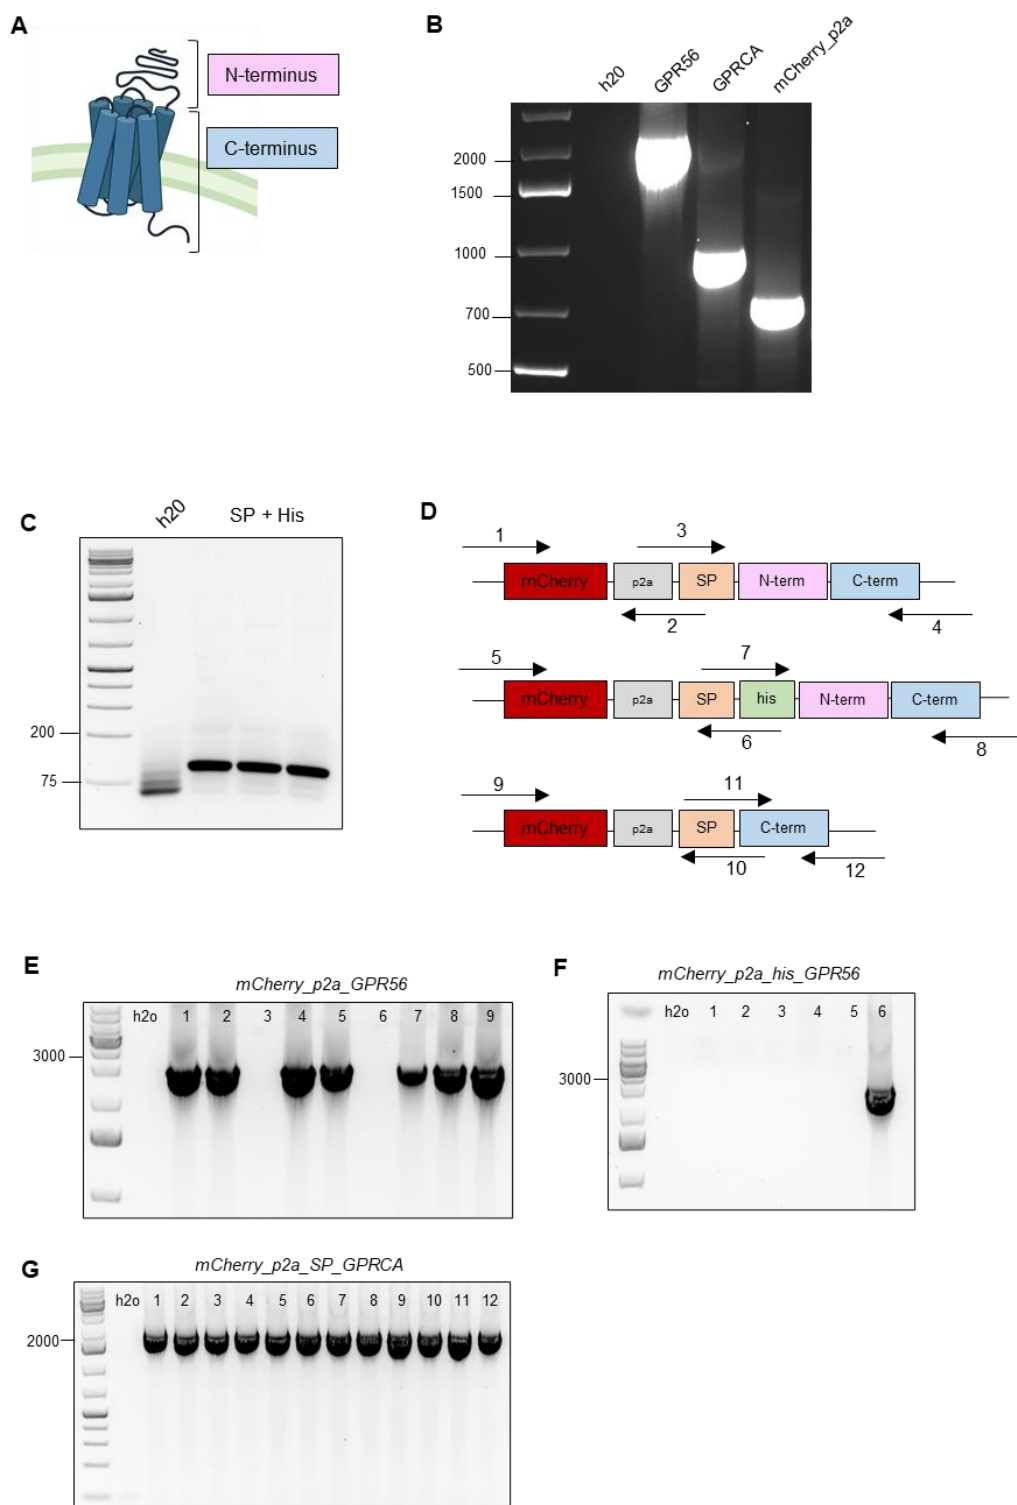 A
N-terminus
C-terminus
B
h20
GPR56
GPRCA
mCherry_p2a
2000
1500
1000
700
500
C
h20
SP + His
200
75
D
1
3
mCherry
p2a
SP
N-term
C-term
2
4
5
7
mCherry
p2a
SP
his
N-term
C-term
6
8
9
11
mCherry
p2a
SP
C-term
10
12
E
mCherry_p2a_GPR56
h2o 1 2 3 4 5 6 7 8 9
3000
F
mCherry_p2a_his_GPR56
h2o 1 2 3 4 5 6
3000
G
mCherry_p2a_SP_GPRCA
h2o 1 2 3 4 5 6 7 8 9 10 11 12
2000